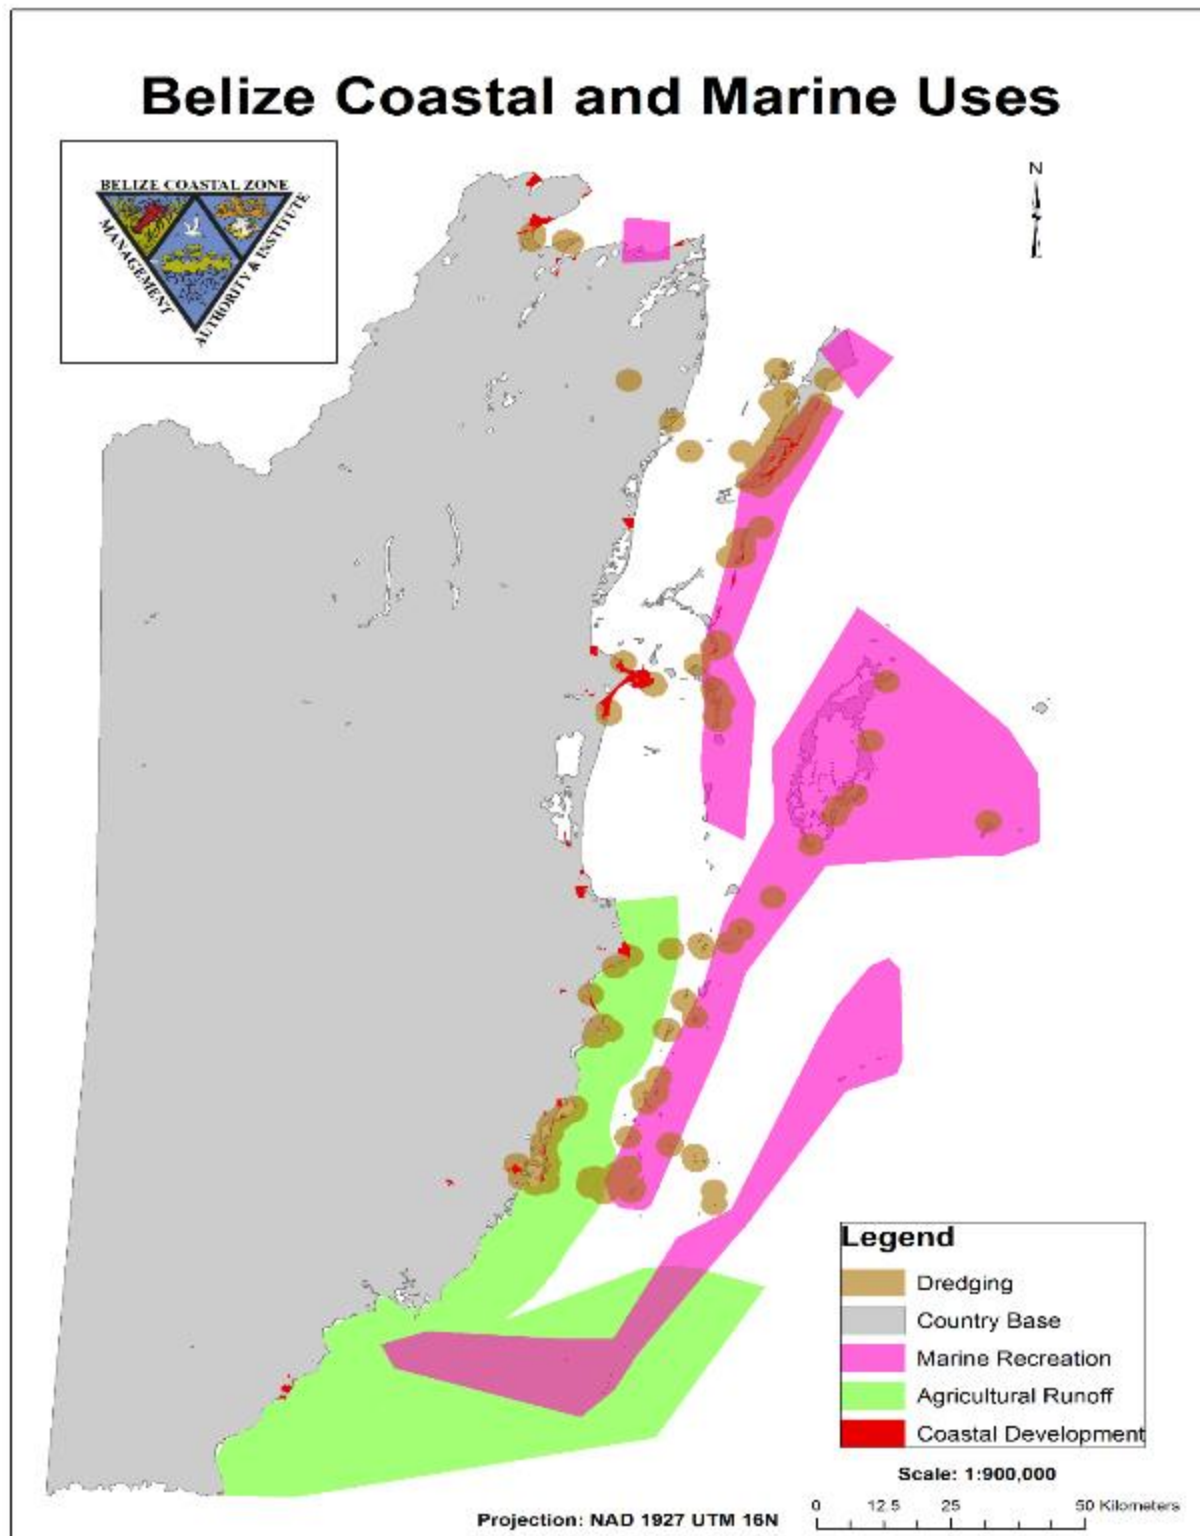 Belize Coastal and Marine Uses
BELIZE COASTAL ZONE
MANAGEMENT
AUTHORITY & INSTITUTE
N
Legend
Dredging
Country Base
Marine Recreation
Agricultural Runoff
Coastal Development
Scale: 1:900,000
0 12.5 25 50 Kilometers
Projection: NAD 1927 UTM 16N